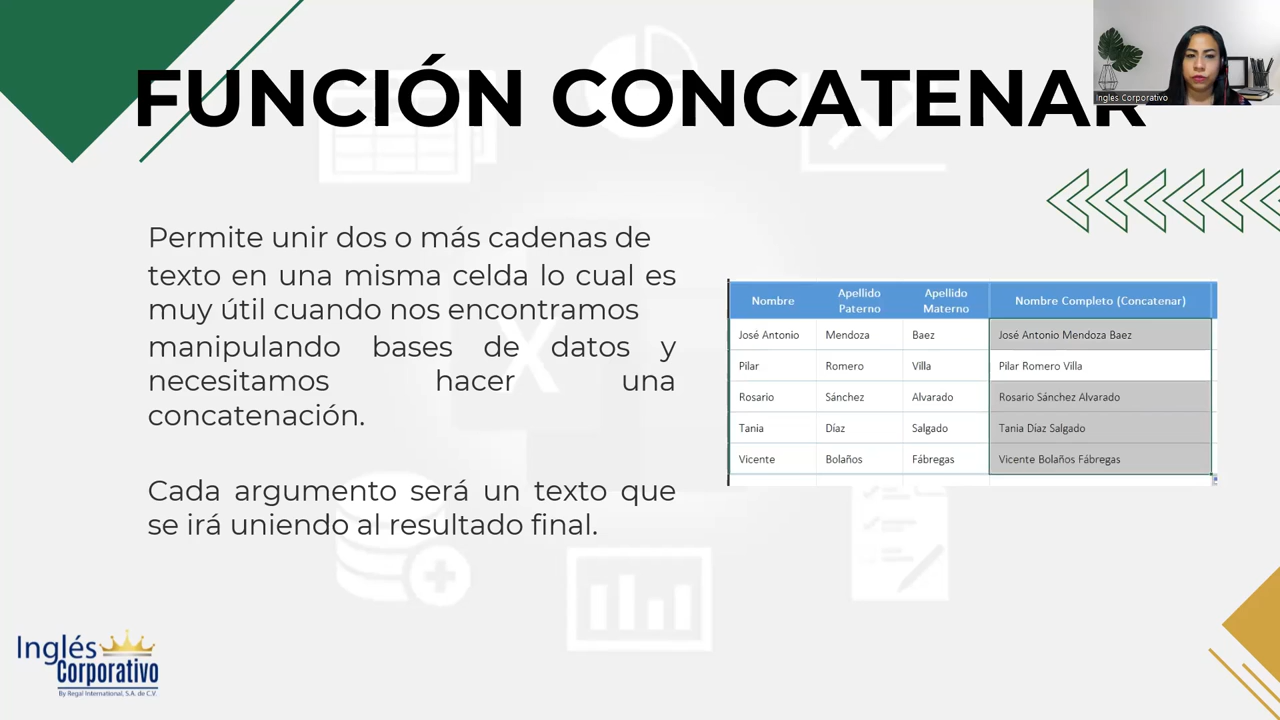 FUNCIÓN CONCATENAR
Ingles Corporativo
Permite unir dos o más cadenas de
texto en una misma celda lo cual es
muy útil cuando nos encontramos
manipulando bases de datos y
necesitamos hacer una
concatenación.
Cada argumento será un texto que
se irá uniendo al resultado final.
Nombre Apellido Paterno Apellido Materno Nombre Completo (Concatenar)
José Antonio Mendoza Baez José Antonio Mendoza Baez
Pilar Romero Villa Pilar Romero Villa
Rosario Sánchez Alvarado Rosario Sánchez Alvarado
Tania Díaz Salgado Tania Díaz Salgado
Vicente Bolaños Fábregas Vicente Bolaños Fábregas
Inglés
Corporativo
By Regal International, S.A. de C.V.